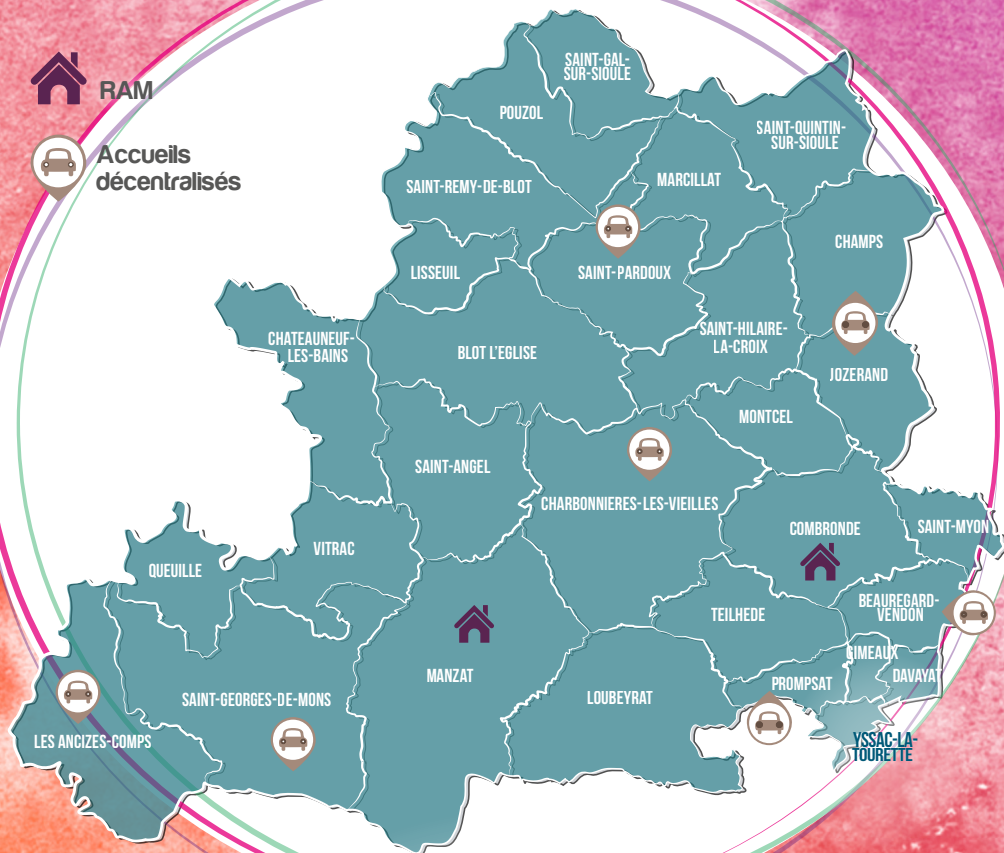 RAM
Accueils
décentralisés
SAINT-GAL-
SUR-SIOULE
POUZOL
SAINT-QUINTIN-
SUR-SIOULE
SAINT-REMY-DE-BLOT
MARCILLAT
CHAMPS
LISSEUIL
SAINT-PARDOUX
CHATEAUNEUF-
LES-BAINS
BLOT L'EGLISE
SAINT-HILAIRE-
LA-CROIX
JOZERAND
MONTCEL
SAINT-ANGEL
CHARBONNIERES-LES-VIEILLES
COMBRONDE
SAINT-MYON
VITRAC
QUEUILLE
BEAUREGARD-
VENDON
TEILHEDE
GIMEAUX
MANZAT
PROMPSAT
DAVAYAT
SAINT-GEORGES-DE-MONS
LOUBEYRAT
LES ANCIZES-COMPS
YSSAC-LA-
TOURETTE